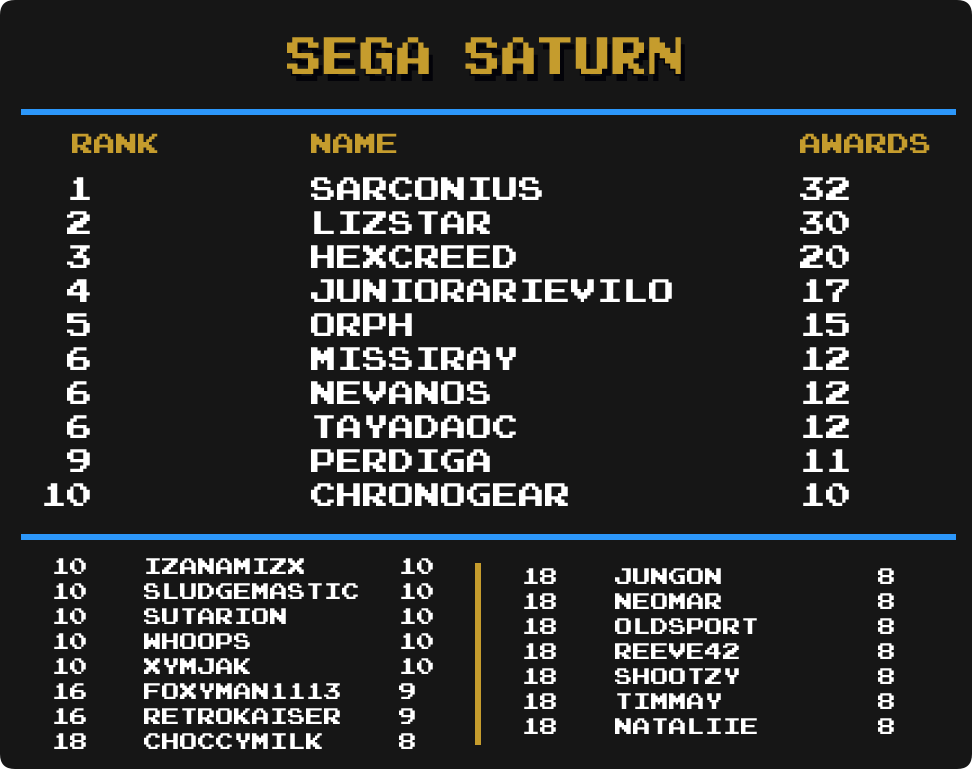 SEGA SATURN
RANK NAME AWARDS
1 SARCONIUS 32
2 LIZSTAR 30
3 HEXCREED 20
4 JUNIORARIEVILO 17
5 ORPH 15
6 MISSIRAY 12
6 NEVANOS 12
6 TAYADAOC 12
9 PERDIGA 11
10 CHRONOGEAR 10
10 IZANAMIZX 10
10 SLUDGEMASTIC 10
10 SUTARION 10
10 WHOOPS 10
10 XYMJAK 10
16 FOXYMAN1113 9
16 RETROKAISER 9
18 CHOCCYMILK 8
18 JUNGON 8
18 NEOMAR 8
18 OLDSPORT 8
18 REEVE42 8
18 SHOOTZY 8
18 TIMMAY 8
18 NATALIIE 8